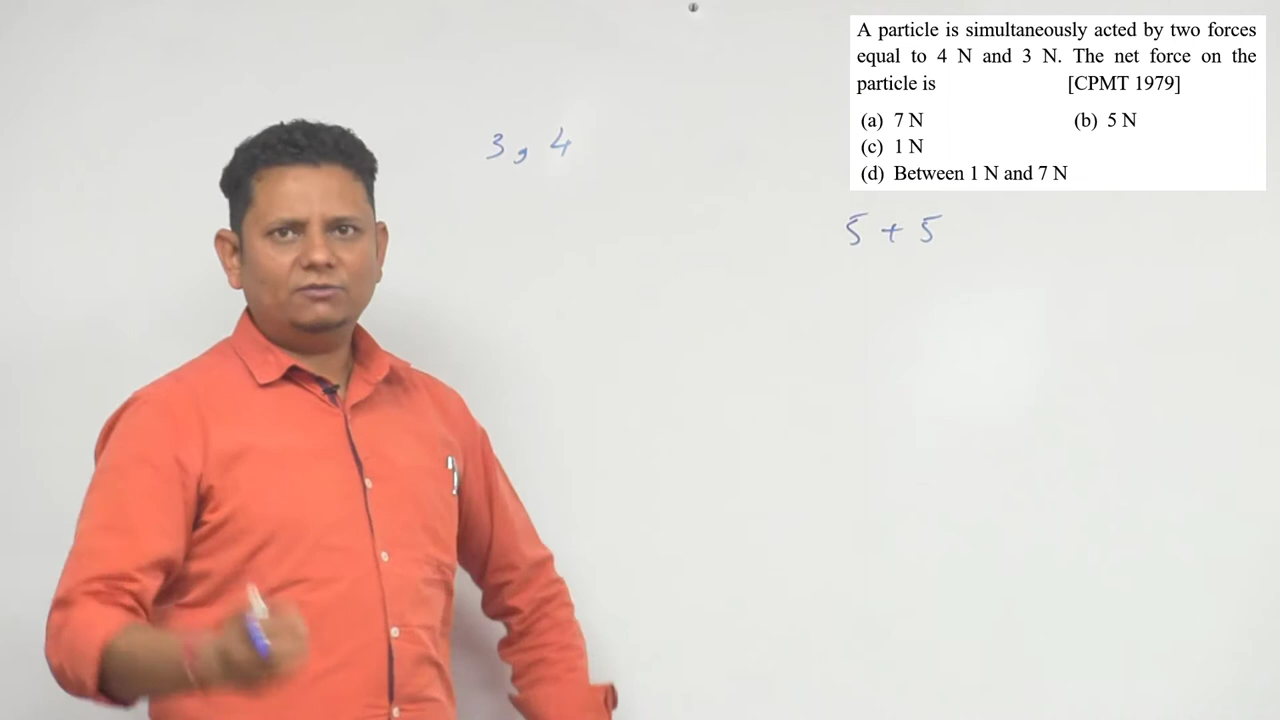 A particle is simultaneously acted by two forces
equal to 4 N and 3 N. The net force on the
particle is [CPMT 1979]
(a) 7 N (b) 5 N
(c) 1 N
(d) Between 1 N and 7 N
3, 4
5 + 5